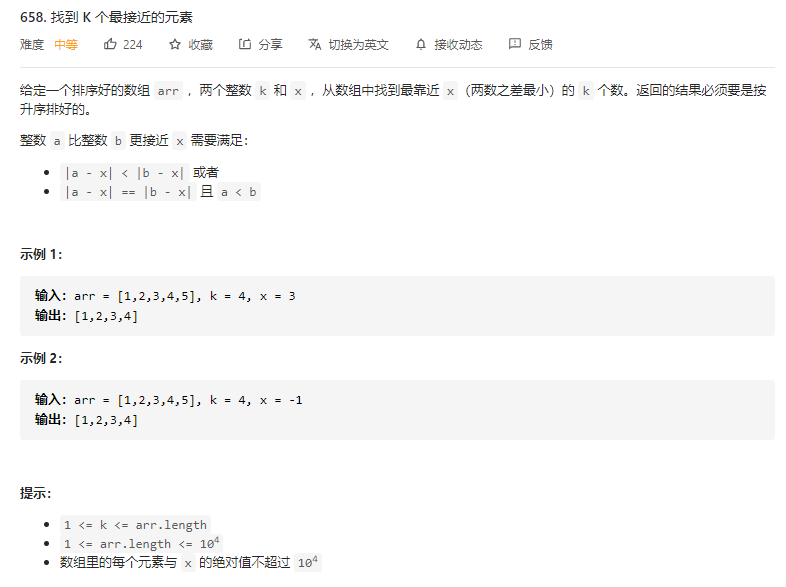 658. 找到 K 个最接近的元素
难度 中等 224 收藏 分享 切换为英文 接收动态 反馈
给定一个排序好的数组 arr ，两个整数 k 和 x ，从数组中找到最靠近 x（两数之差最小）的 k 个数。返回的结果必须要是按
升序排好的。
整数 a 比整数 b 更接近 x 需要满足：
|a - x| < |b - x| 或者
|a - x| == |b - x| 且 a < b
示例 1：
输入：arr = [1,2,3,4,5], k = 4, x = 3
输出：[1,2,3,4]
示例 2：
输入：arr = [1,2,3,4,5], k = 4, x = -1
输出：[1,2,3,4]
提示：
1 <= k <= arr.length
1 <= arr.length <= 10⁴
数组里的每个元素与 x 的绝对值不超过 10⁴